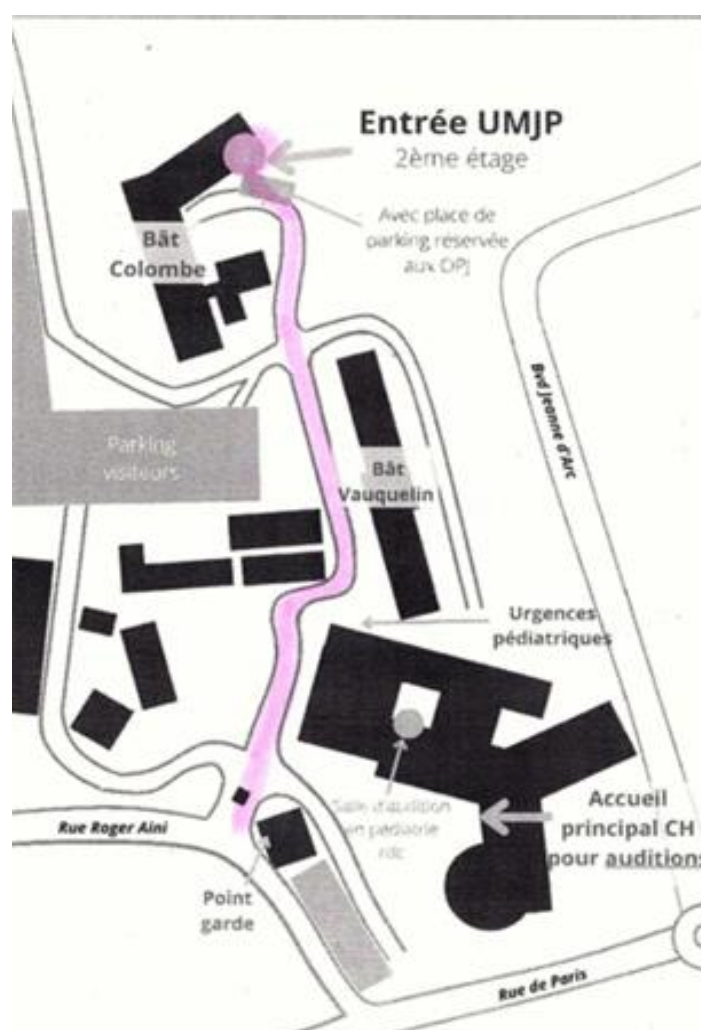 Entrée UMJP
2ème étage
Avec place de
parking réservée
aux OPJ
Bât
Colombe
Bvd Jeanne d'Arc
Parking
visiteurs
Bât
Vauquelin
Urgences
pédiatriques
Salle d'audition
en pédiatrie
rdc
Accueil
principal CH
pour auditions
Rue Roger Aini
Point
garde
Rue de Paris